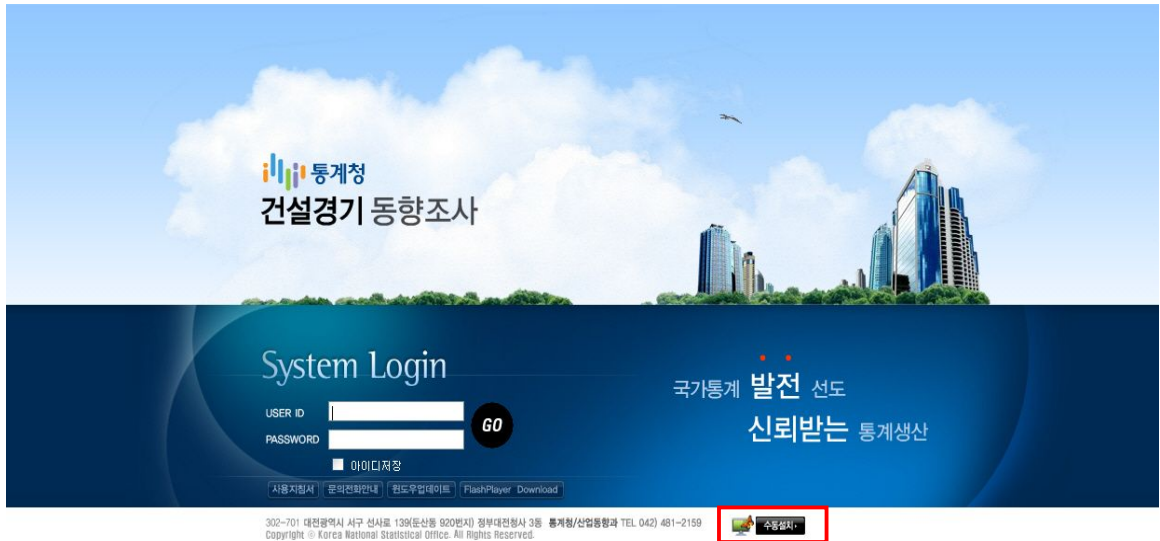 통계청
건설경기 동향조사
System Login
국가통계 발전 선도
신뢰받는 통계생산
USER ID
GO
PASSWORD
아이디저장
사용지침서 문의전화안내 윈도우업데이트 FlashPlayer Download
302-701 대전광역시 서구 선사로 139(둔산동 920번지) 정부대전청사 3동 통계청/산업동향과 TEL 042) 481-2159
Copyright ⓒ Korea National Statistical Office. All Rights Reserved.
수동설치